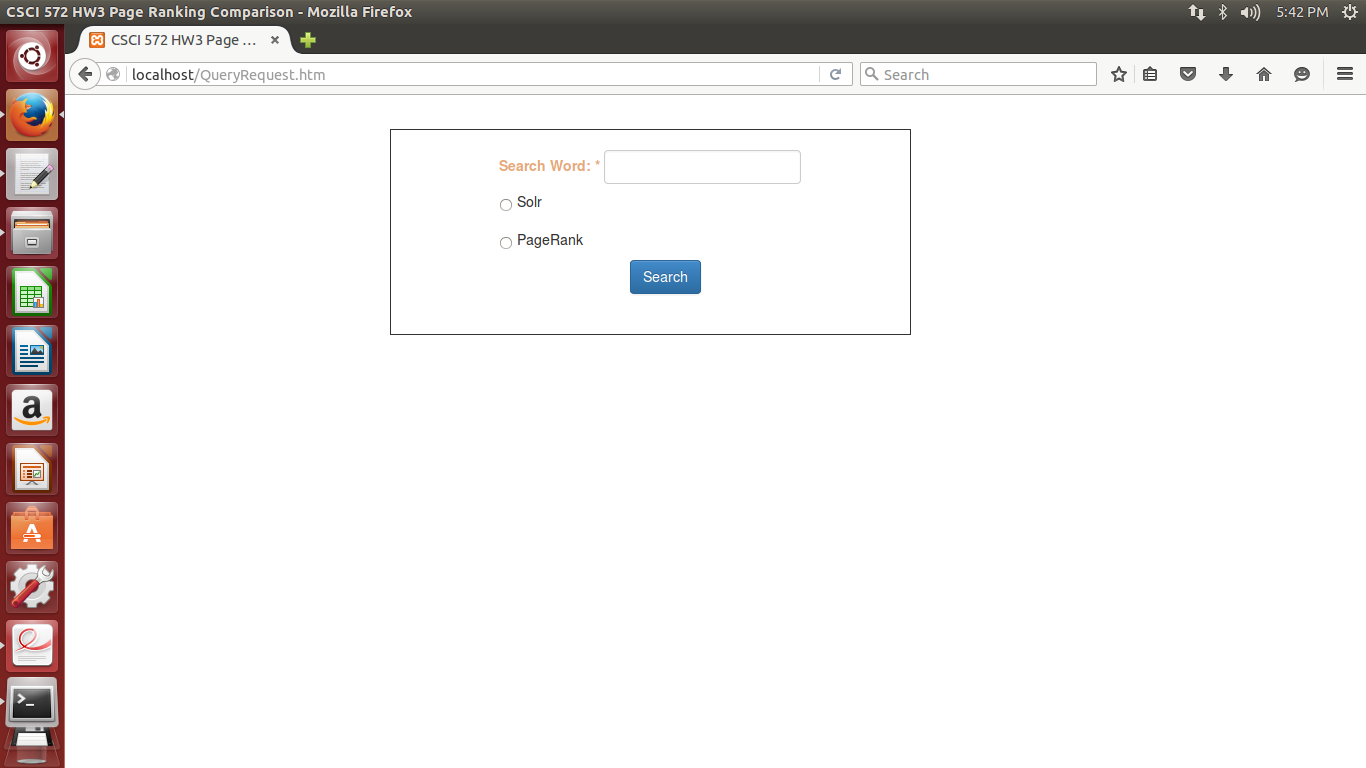 CSCI 572 HW3 Page Ranking Comparison - Mozilla Firefox
5:42 PM
CSCI 572 HW3 Page ...
localhost/QueryRequest.htm
Search
Search Word: *
Solr
PageRank
Search